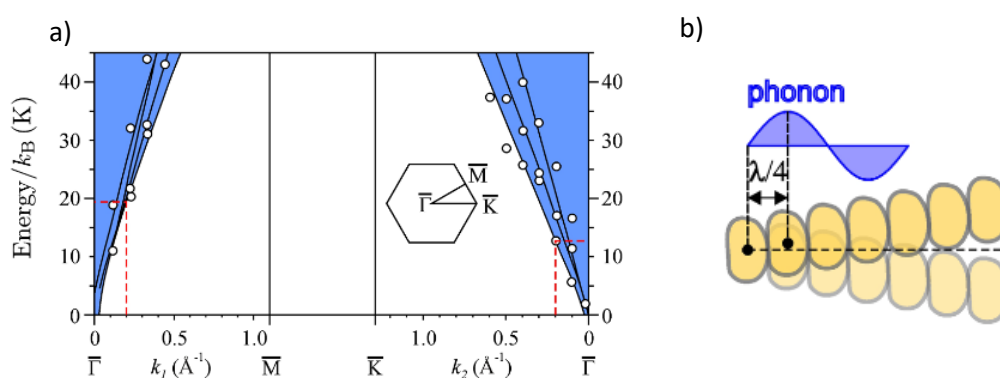 a)
Energy/k_B (K)
40
30
20
10
0
40
30
20
10
0
M̅
Γ̅
K̅
0
0.5
1.0
1.0
0.5
0
Γ̅
k₁ (Å⁻¹)
M̅
K̅
k₂ (Å⁻¹)
Γ̅
b)
phonon
λ/4